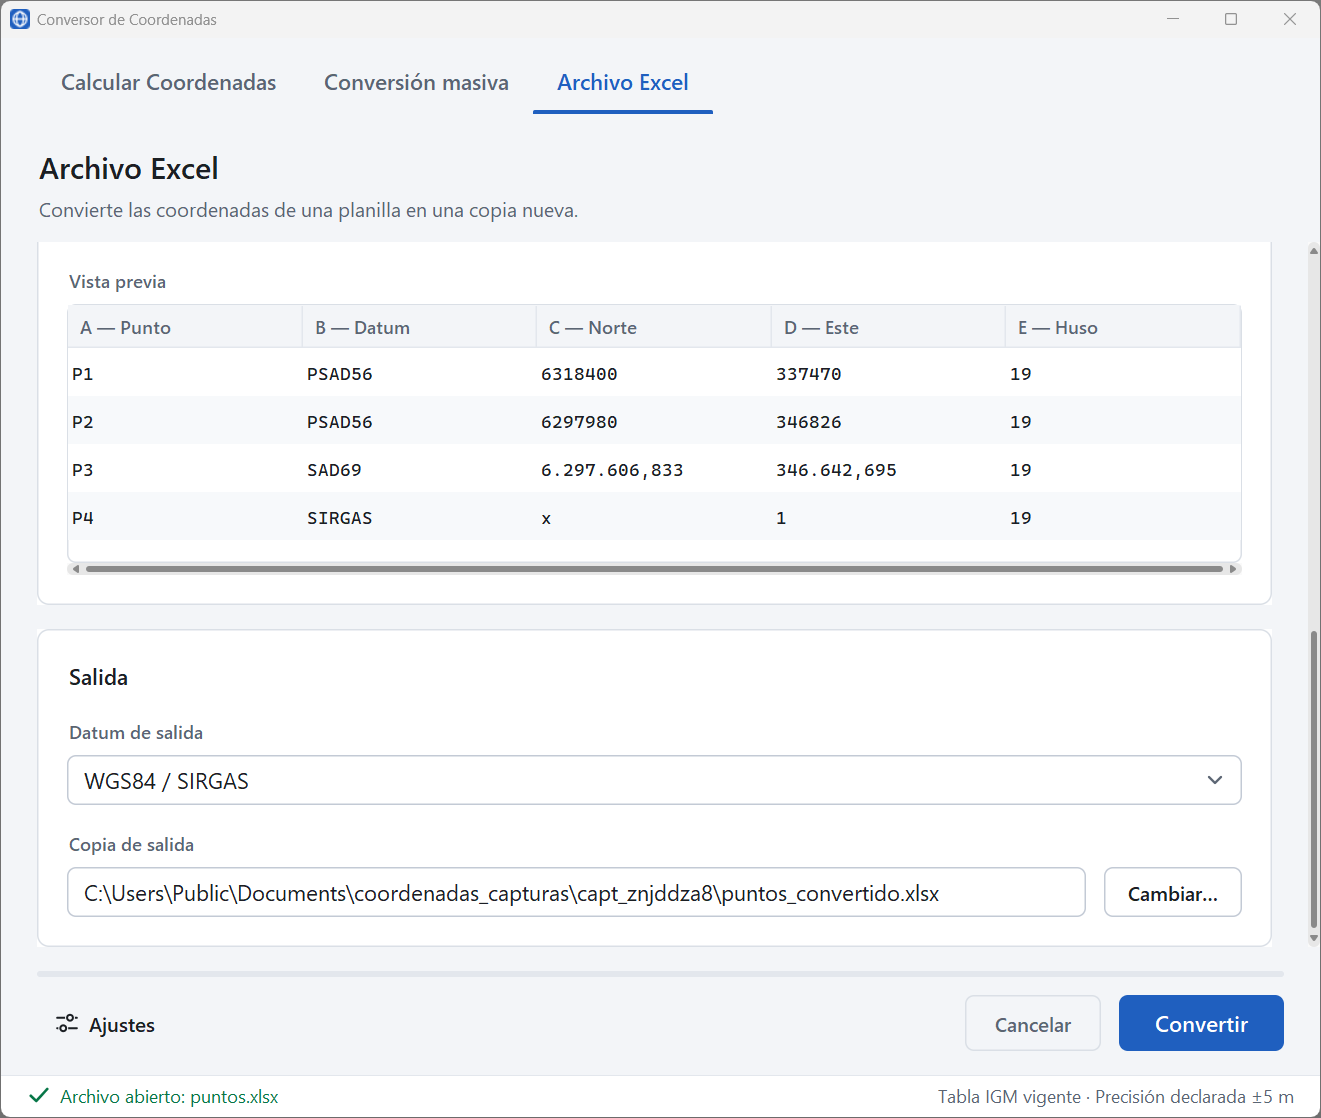 Conversor de Coordenadas
Calcular Coordenadas Conversión masiva Archivo Excel
Archivo Excel
Convierte las coordenadas de una planilla en una copia nueva.
Vista previa
A — Punto B — Datum C — Norte D — Este E — Huso
P1 PSAD56 6318400 337470 19
P2 PSAD56 6297980 346826 19
P3 SAD69 6.297.606,833 346.642,695 19
P4 SIRGAS x 1 19
Salida
Datum de salida
WGS84 / SIRGAS
Copia de salida
C:\Users\Public\Documents\coordenadas_capturas\capt_znjddza8\puntos_convertido.xlsx Cambiar...
Ajustes Cancelar Convertir
Archivo abierto: puntos.xlsx Tabla IGM vigente · Precisión declarada ±5 m